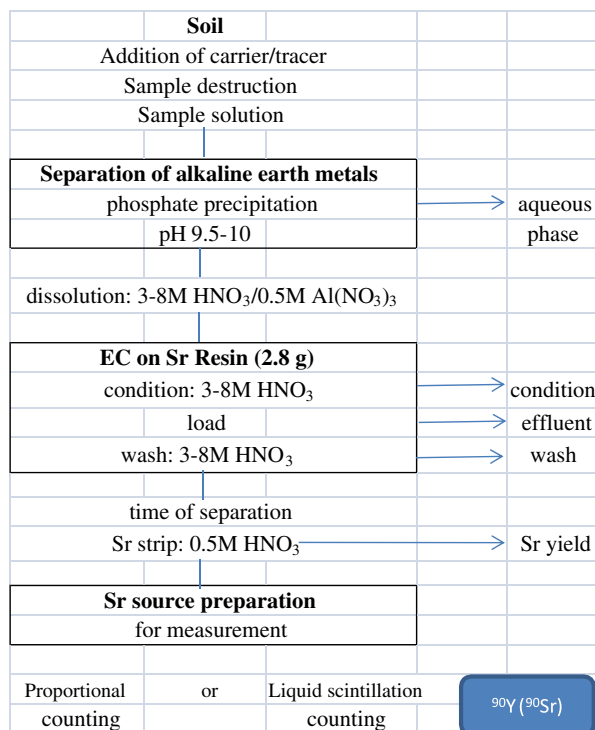 Soil
Addition of carrier/tracer
Sample destruction
Sample solution
Separation of alkaline earth metals
phosphate precipitation aqueous
pH 9.5-10 phase
dissolution: 3-8M HNO₃/0.5M Al(NO₃)₃
EC on Sr Resin (2.8 g)
condition: 3-8M HNO₃ condition
load effluent
wash: 3-8M HNO₃ wash
time of separation
Sr strip: 0.5M HNO₃ Sr yield
Sr source preparation
for measurement
Proportional or Liquid scintillation
counting counting
⁹⁰Y (⁹⁰Sr)